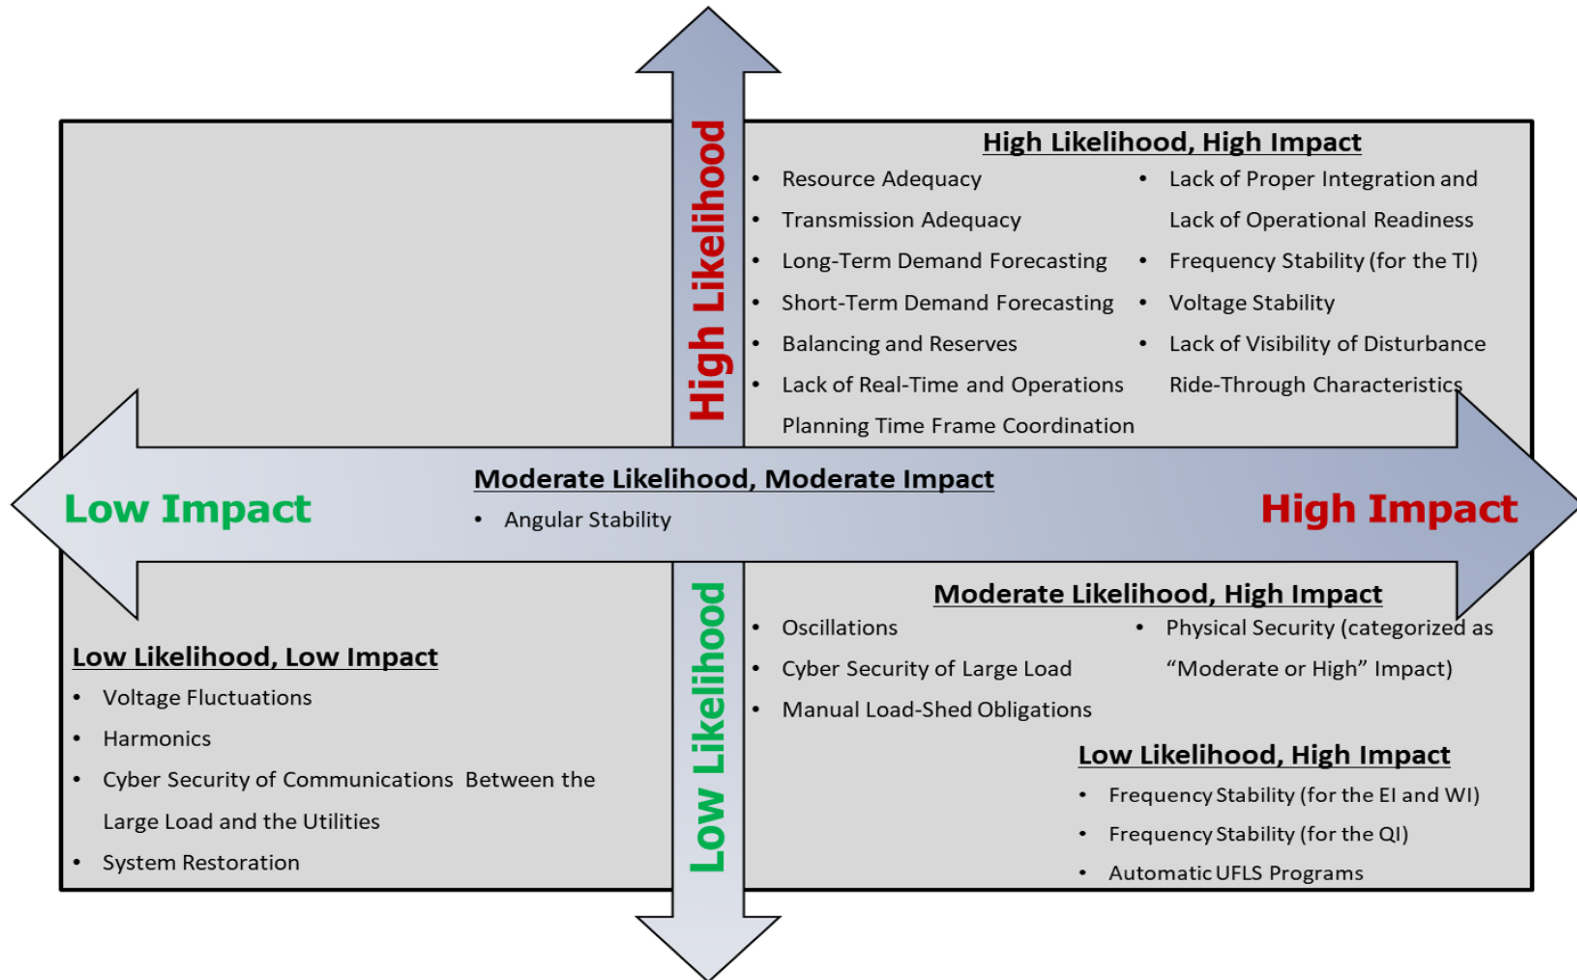 High Likelihood
High Likelihood, High Impact
• Resource Adequacy
• Transmission Adequacy
• Long-Term Demand Forecasting
• Short-Term Demand Forecasting
• Balancing and Reserves
• Lack of Real-Time and Operations
Planning Time Frame Coordination
• Lack of Proper Integration and
Lack of Operational Readiness
• Frequency Stability (for the TI)
• Voltage Stability
• Lack of Visibility of Disturbance
Ride-Through Characteristics
Low Impact
Moderate Likelihood, Moderate Impact
• Angular Stability
High Impact
Low Likelihood, Low Impact
• Voltage Fluctuations
• Harmonics
• Cyber Security of Communications Between the
Large Load and the Utilities
• System Restoration
Low Likelihood
Moderate Likelihood, High Impact
• Oscillations
• Cyber Security of Large Load
• Manual Load-Shed Obligations
• Physical Security (categorized as
“Moderate or High” Impact)
Low Likelihood, High Impact
• Frequency Stability (for the EI and WI)
• Frequency Stability (for the QI)
• Automatic UFLS Programs